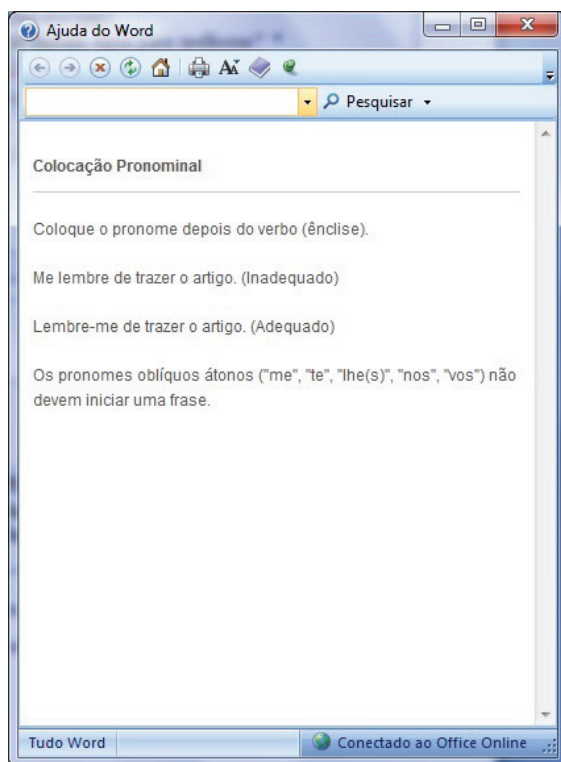 Ajuda do Word
Pesquisar
Colocação Pronominal
Coloque o pronome depois do verbo (ênclise).
Me lembre de trazer o artigo. (Inadequado)
Lembre-me de trazer o artigo. (Adequado)
Os pronomes oblíquos átonos ("me", "te", "lhe(s)", "nos", "vos") não
devem iniciar uma frase.
Tudo Word
Conectado ao Office Online